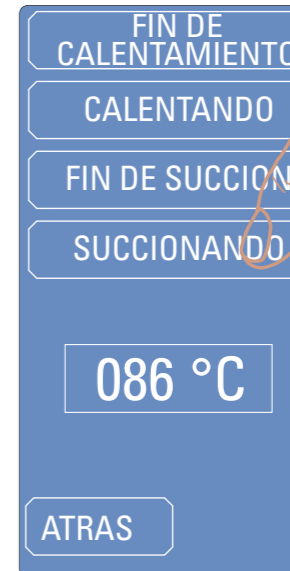 FIN DE
CALENTAMIENTO
CALENTANDO
FIN DE SUCCION
SUCCIONANDO
086 °C
ATRAS